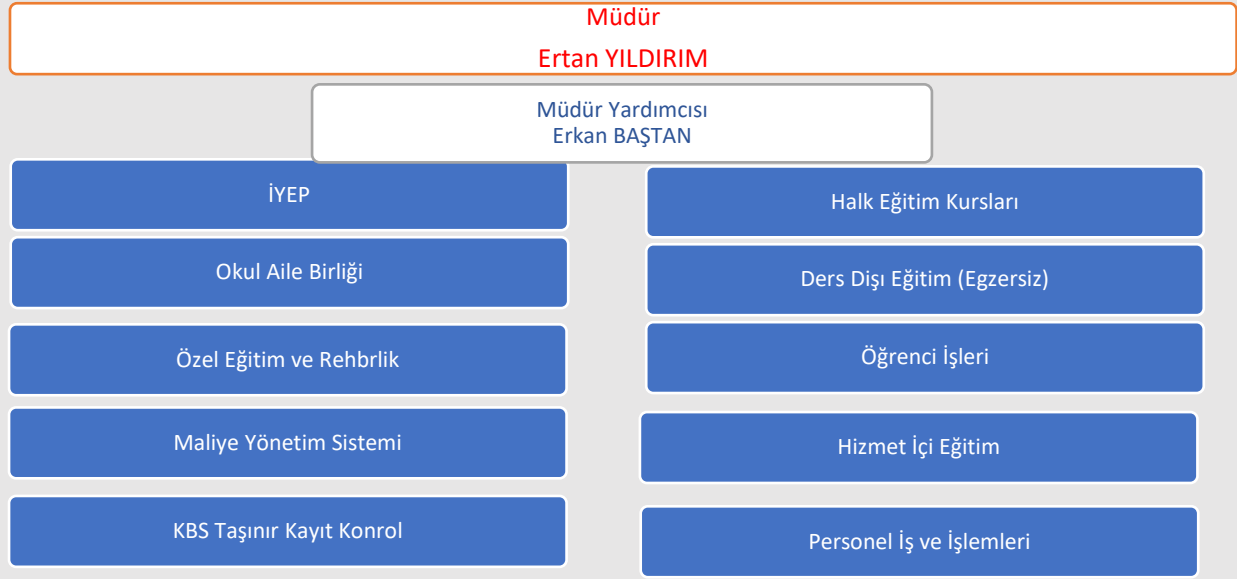 Müdür
Ertan YILDIRIM
Müdür Yardımcısı
Erkan BAŞTAN
İYEP
Halk Eğitim Kursları
Okul Aile Birliği
Ders Dişı Eğitim (Egzersiz)
Özel Eğitim ve Rehbrlik
Öğrenci İşleri
Maliye Yönetim Sistemi
Hizmet İçi Eğitim
KBS Taşınır Kayıt Konrol
Personel İş ve İşlemleri